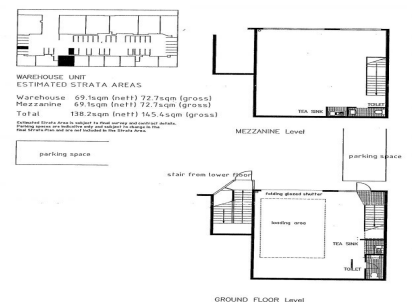 WAREHOUSE UNIT
ESTIMATED STRATA AREAS
Warehouse 69.1sqm (nett) 72.7sqm (gross)
Mezzanine 69.1sqm (nett) 72.7sqm (gross)
Total 138.2sqm (nett) 145.4sqm (gross)
Estimated Strata Area is subject to final survey and contract details.
Parking spaces are indicative only and subject to change in the
final Strata Plan and are not included in the Strata Area.
parking space
TOILET
TEA SINK
MEZZANINE Level
parking space
stair from lower floor
folding glazed shutter
loading area
TEA SINK
TOILET
GROUND FLOOR Level